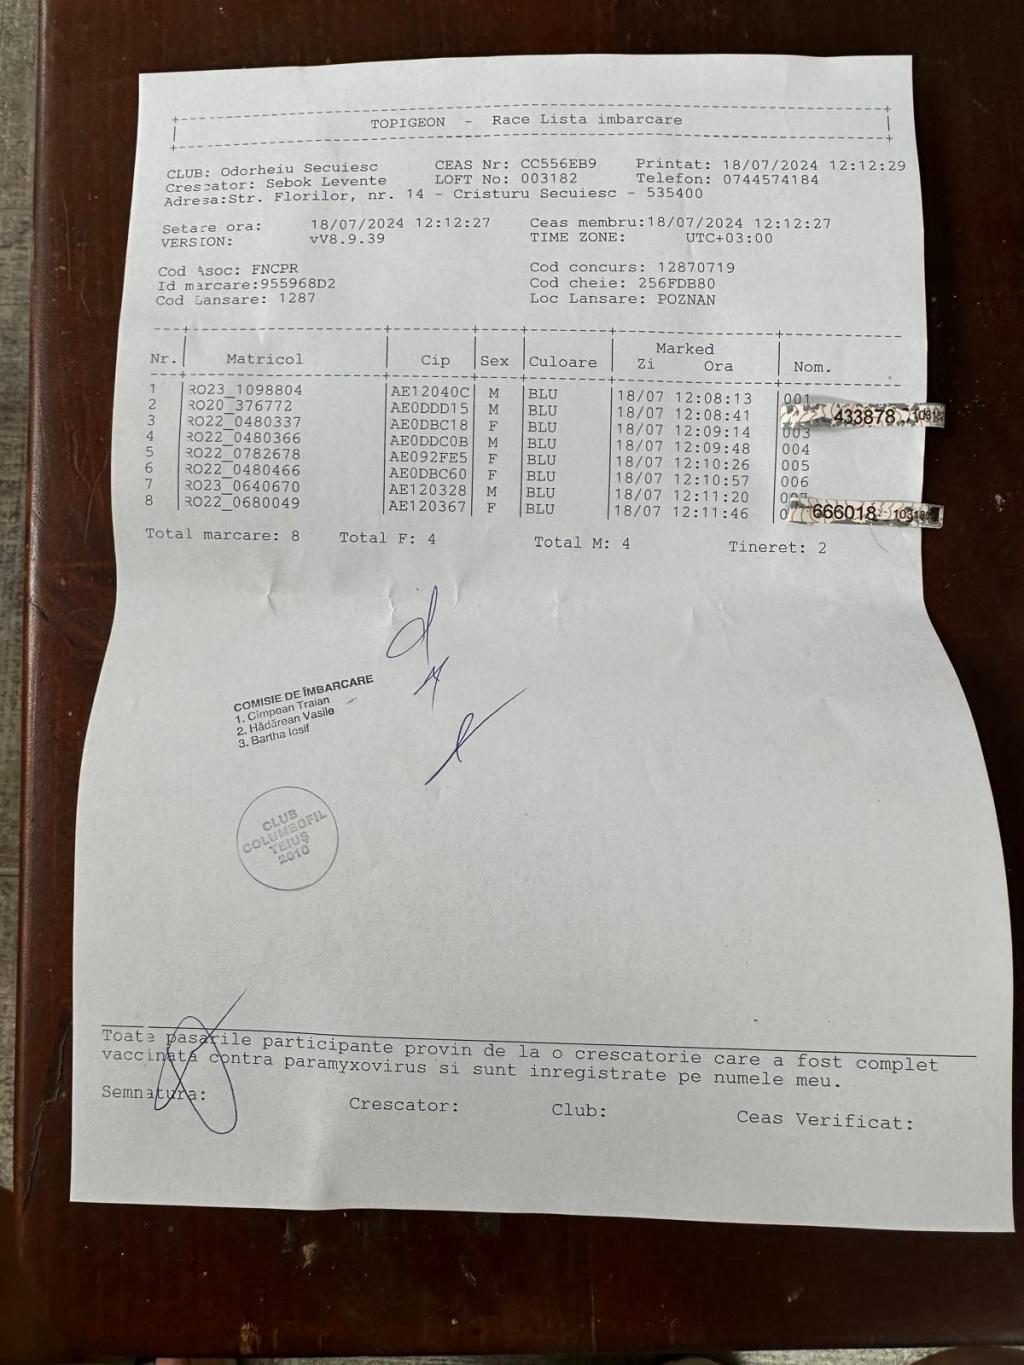 TOPIGEON - Race Lista imbarcare
CLUB: Odorheiu Secuiesc CEAS Nr: CC556EB9 Printat: 18/07/2024 12:12:29
Crescator: Sebok Levente LOFT No: 003182 Telefon: 0744574184
Adresa:Str. Florilor, nr. 14 - Cristuru Secuiesc - 535400
Setare ora: 18/07/2024 12:12:27 Ceas membru:18/07/2024 12:12:27
VERSION: vV8.9.39 TIME ZONE: UTC+03:00
Cod Asoc: FNCPR Cod concurs: 12870719
Id marcare:955968D2 Cod cheie: 256FDB80
Cod Lansare: 1287 Loc Lansare: POZNAN
Marked
Nr. Matricol Cip Sex Culoare Zi Ora Nom.
1 RO23_1098804 AE12040C M BLU 18/07 12:08:13 001
2 RO20_376772 AE0DDD15 M BLU 18/07 12:08:41 433878
3 RO22_0480337 AE0DBC18 F BLU 18/07 12:09:14 003
4 RO22_0480366 AE0DDC0B M BLU 18/07 12:09:48 004
5 RO22_0782678 AE092FE5 F BLU 18/07 12:10:26 005
6 RO22_0480466 AE0DBC60 F BLU 18/07 12:10:57 006
7 RO23_0640670 AE120328 M BLU 18/07 12:11:20
8 RO22_0680049 AE120367 F BLU 18/07 12:11:46 666018
Total marcare: 8 Total F: 4 Total M: 4 Tineret: 2
COMISIE DE ÎMBARCARE
1. Cimpean Traian
2. Hădărean Vasile
3. Bartha Iosif
CLUB
COLUMBOFIL
TEIUȘ
2010
Toate pasarile participante provin de la o crescatorie care a fost complet
vaccinata contra paramyxovirus si sunt inregistrate pe numele meu.
Semnatura: Crescator: Club: Ceas Verificat: